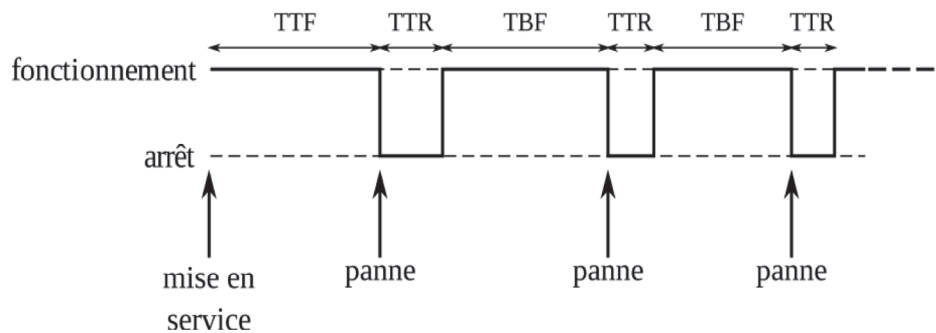 TTF TTR TBF TTR TBF TTR
fonctionnement
arrêt
mise en
service
panne
panne
panne